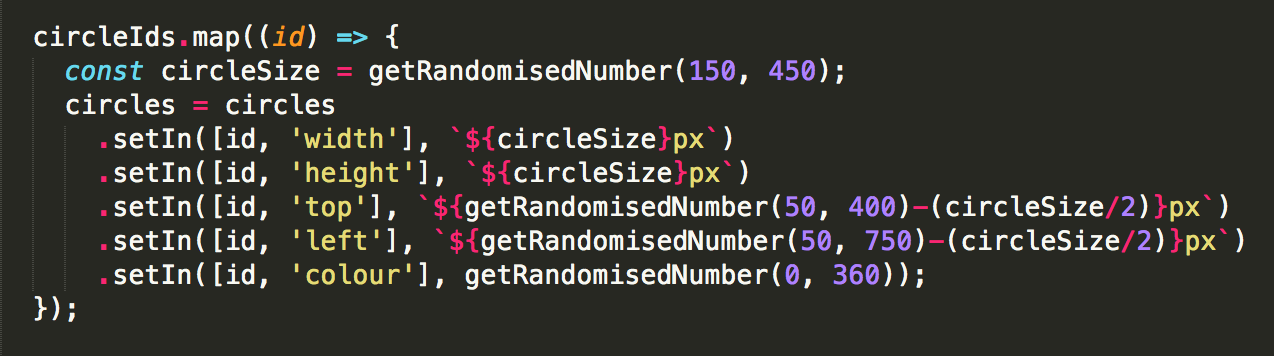 circleIds.map((id) => {
  const circleSize = getRandomisedNumber(150, 450);
  circles = circles
    .setIn([id, 'width'], `${circleSize}px`)
    .setIn([id, 'height'], `${circleSize}px`)
    .setIn([id, 'top'], `${getRandomisedNumber(50, 400)-(circleSize/2)}px`)
    .setIn([id, 'left'], `${getRandomisedNumber(50, 750)-(circleSize/2)}px`)
    .setIn([id, 'colour'], getRandomisedNumber(0, 360));
});